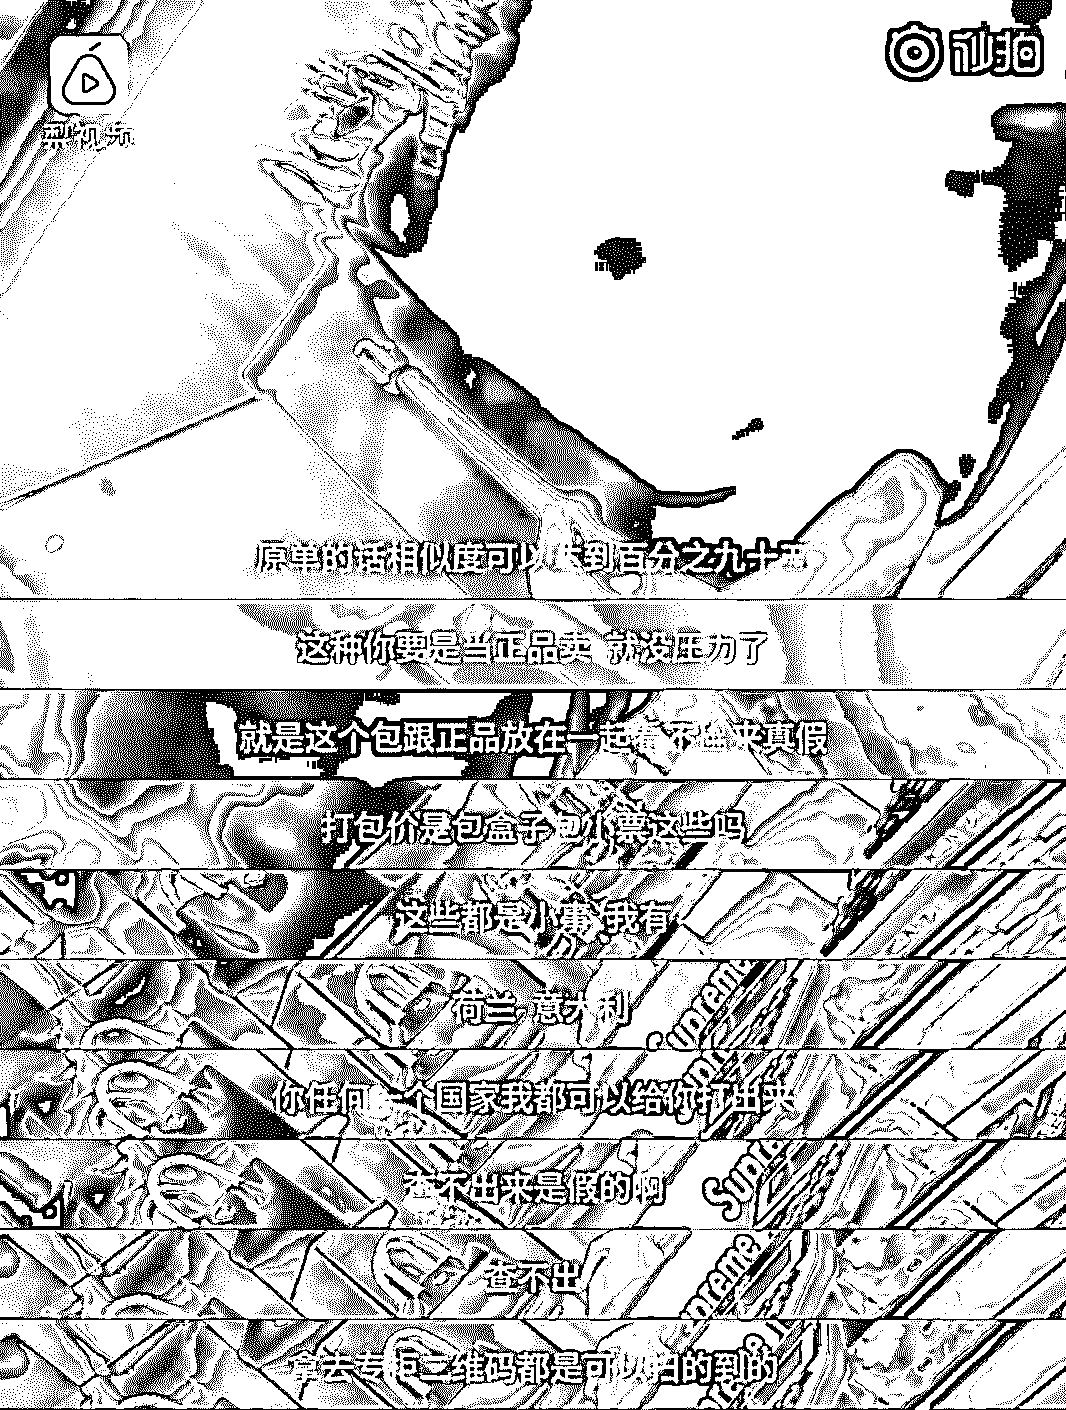 梨视频
秒拍
原单的话相似度可以达到百分之九十西
这种你要是当正品卖 就没压力了
就是这个包跟正品放在一起看不出来真假
打包价是包盒子包小票这些吗
这些都是小事 我有
荷兰 意大利
Supreme
你任何一个国家我都可以给你打出来
查不出来是假的啊
Supre
查不出
preme
拿去专柜二维码都是可以扫的到的